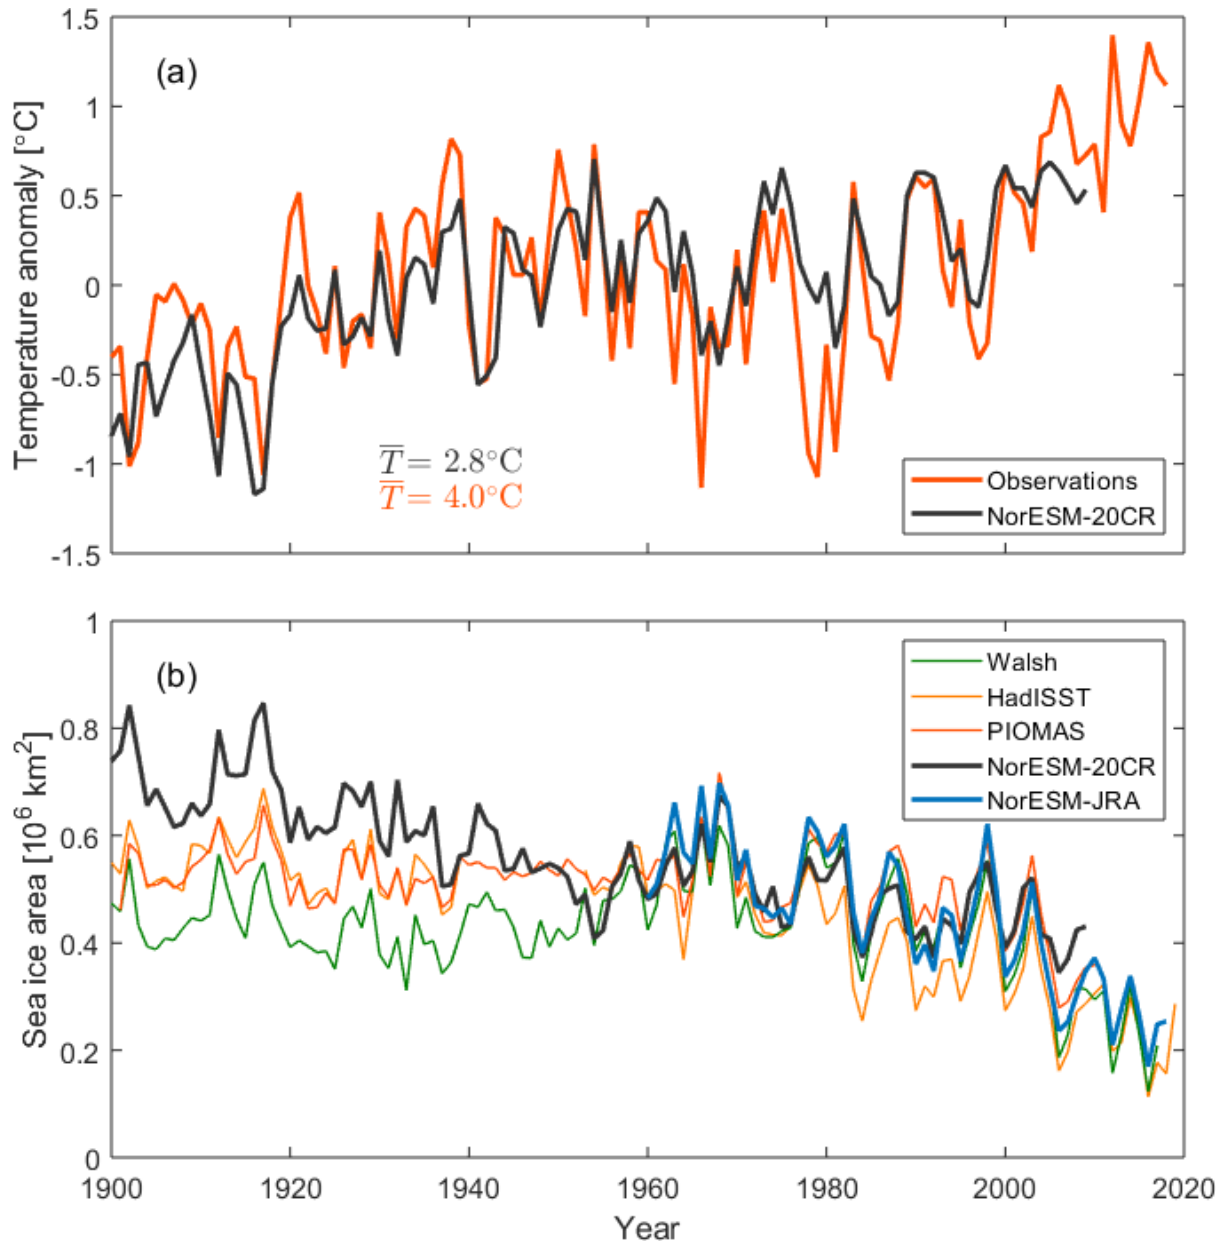 1.5
1
0.5
0
-0.5
-1
-1.5
Temperature anomaly [°C]
(a)
T̅ = 2.8°C
T̅ = 4.0°C
Observations
NorESM-20CR
1
0.8
0.6
0.4
0.2
0
Sea ice area [10⁶ km²]
(b)
Walsh
HadISST
PIOMAS
NorESM-20CR
NorESM-JRA
1900 1920 1940 1960 1980 2000 2020
Year